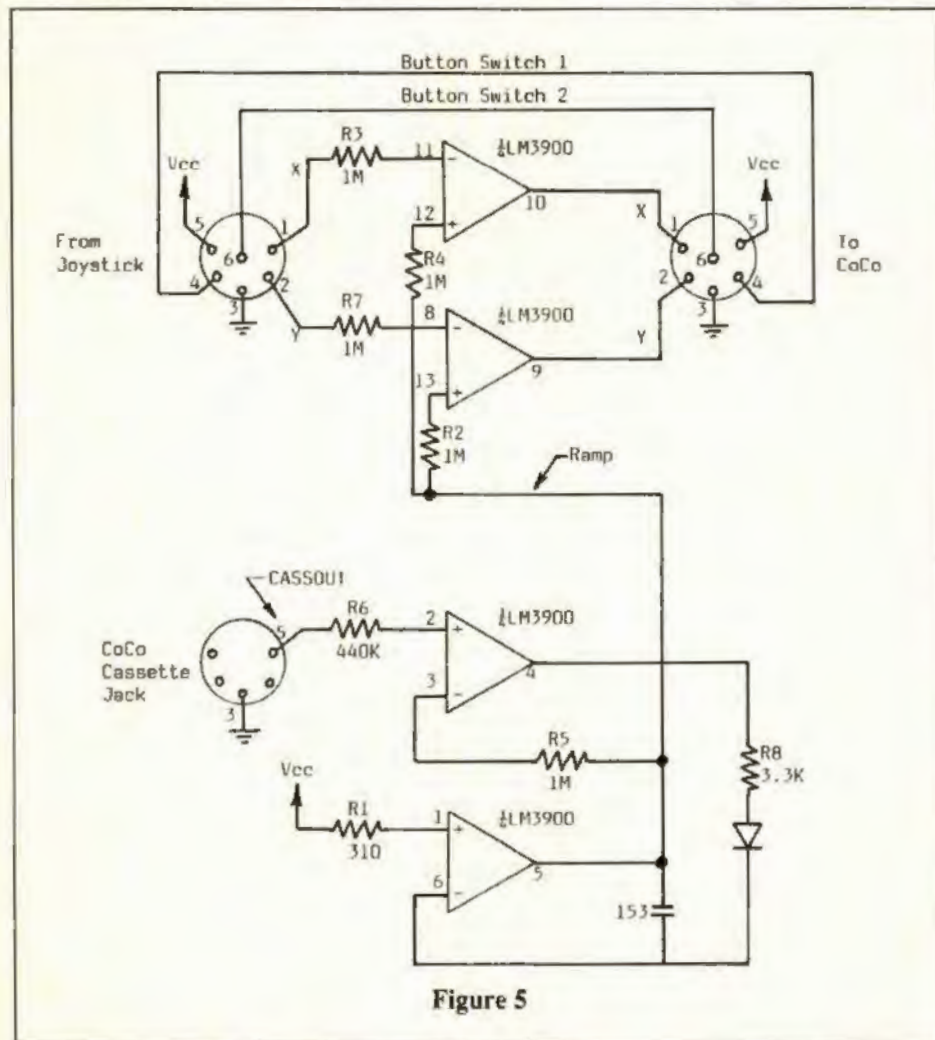 Button Switch 1
Button Switch 2
R3
¼LM3900
Vcc
X
1M
11
-
12
+
10
R4
1M
X
Vcc
From
Joystick
5
1
6
4
2
3
Y
R7
1M
8
-
¼LM3900
13
+
9
R2
1M
Y
1
5
6
2
4
3
To
CoCo
Ramp
CASSOUT
CoCo
Cassette
Jack
5
3
R6
440K
2
+
¼LM3900
3
-
4
R5
1M
R8
3.3K
Vcc
R1
310
1
+
¼LM3900
6
-
5
153
Figure 5